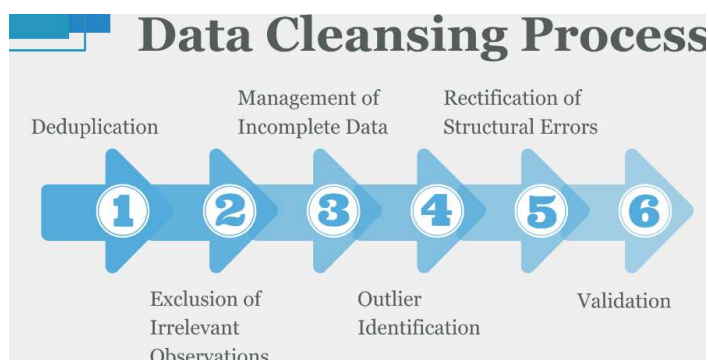 Data Cleansing Process
Deduplication
Management of
Incomplete Data
Rectification of
Structural Errors
1
2
3
4
5
6
Exclusion of
Irrelevant
Observations
Outlier
Identification
Validation